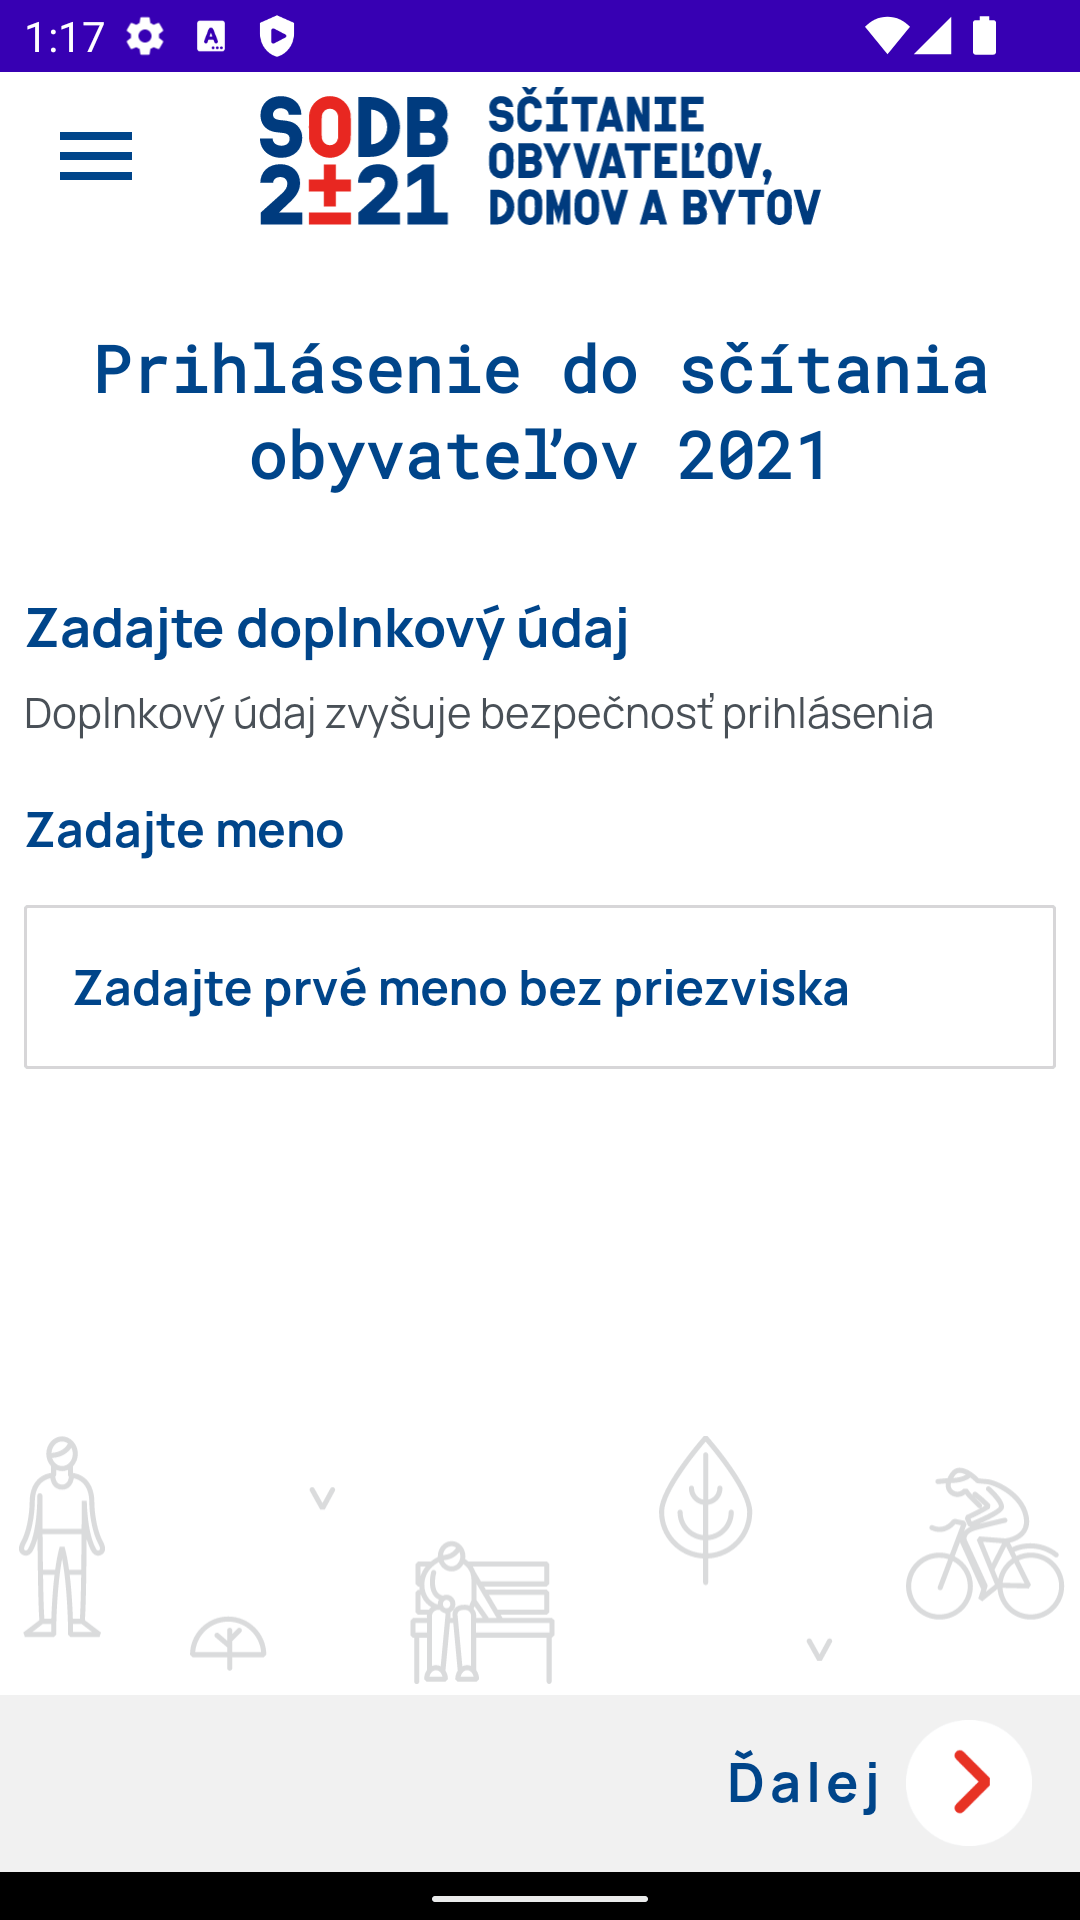 1:17
SODB
2±21
SČÍTANIE
OBYVATEĽOV,
DOMOV A BYTOV
Prihlásenie do sčítania
obyvateľov 2021
Zadajte doplnkový údaj
Doplnkový údaj zvyšuje bezpečnosť prihlásenia
Zadajte meno
Zadajte prvé meno bez priezviska
Ďalej